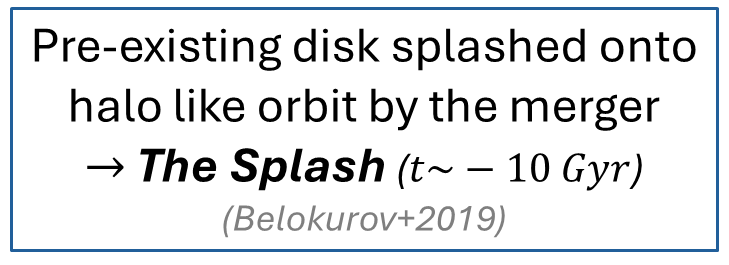 Pre-existing disk splashed onto
halo like orbit by the merger
→ The Splash (t~ − 10 Gyr)
(Belokurov+2019)